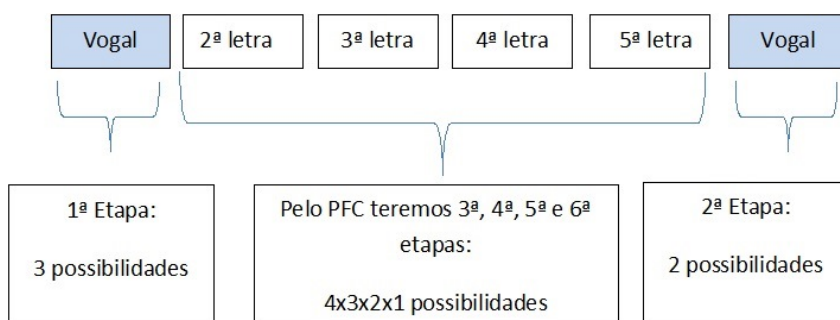 Vogal 2ª letra 3ª letra 4ª letra 5ª letra Vogal
1ª Etapa:
3 possibilidades
Pelo PFC teremos 3ª, 4ª, 5ª e 6ª
etapas:
4x3x2x1 possibilidades
2ª Etapa:
2 possibilidades